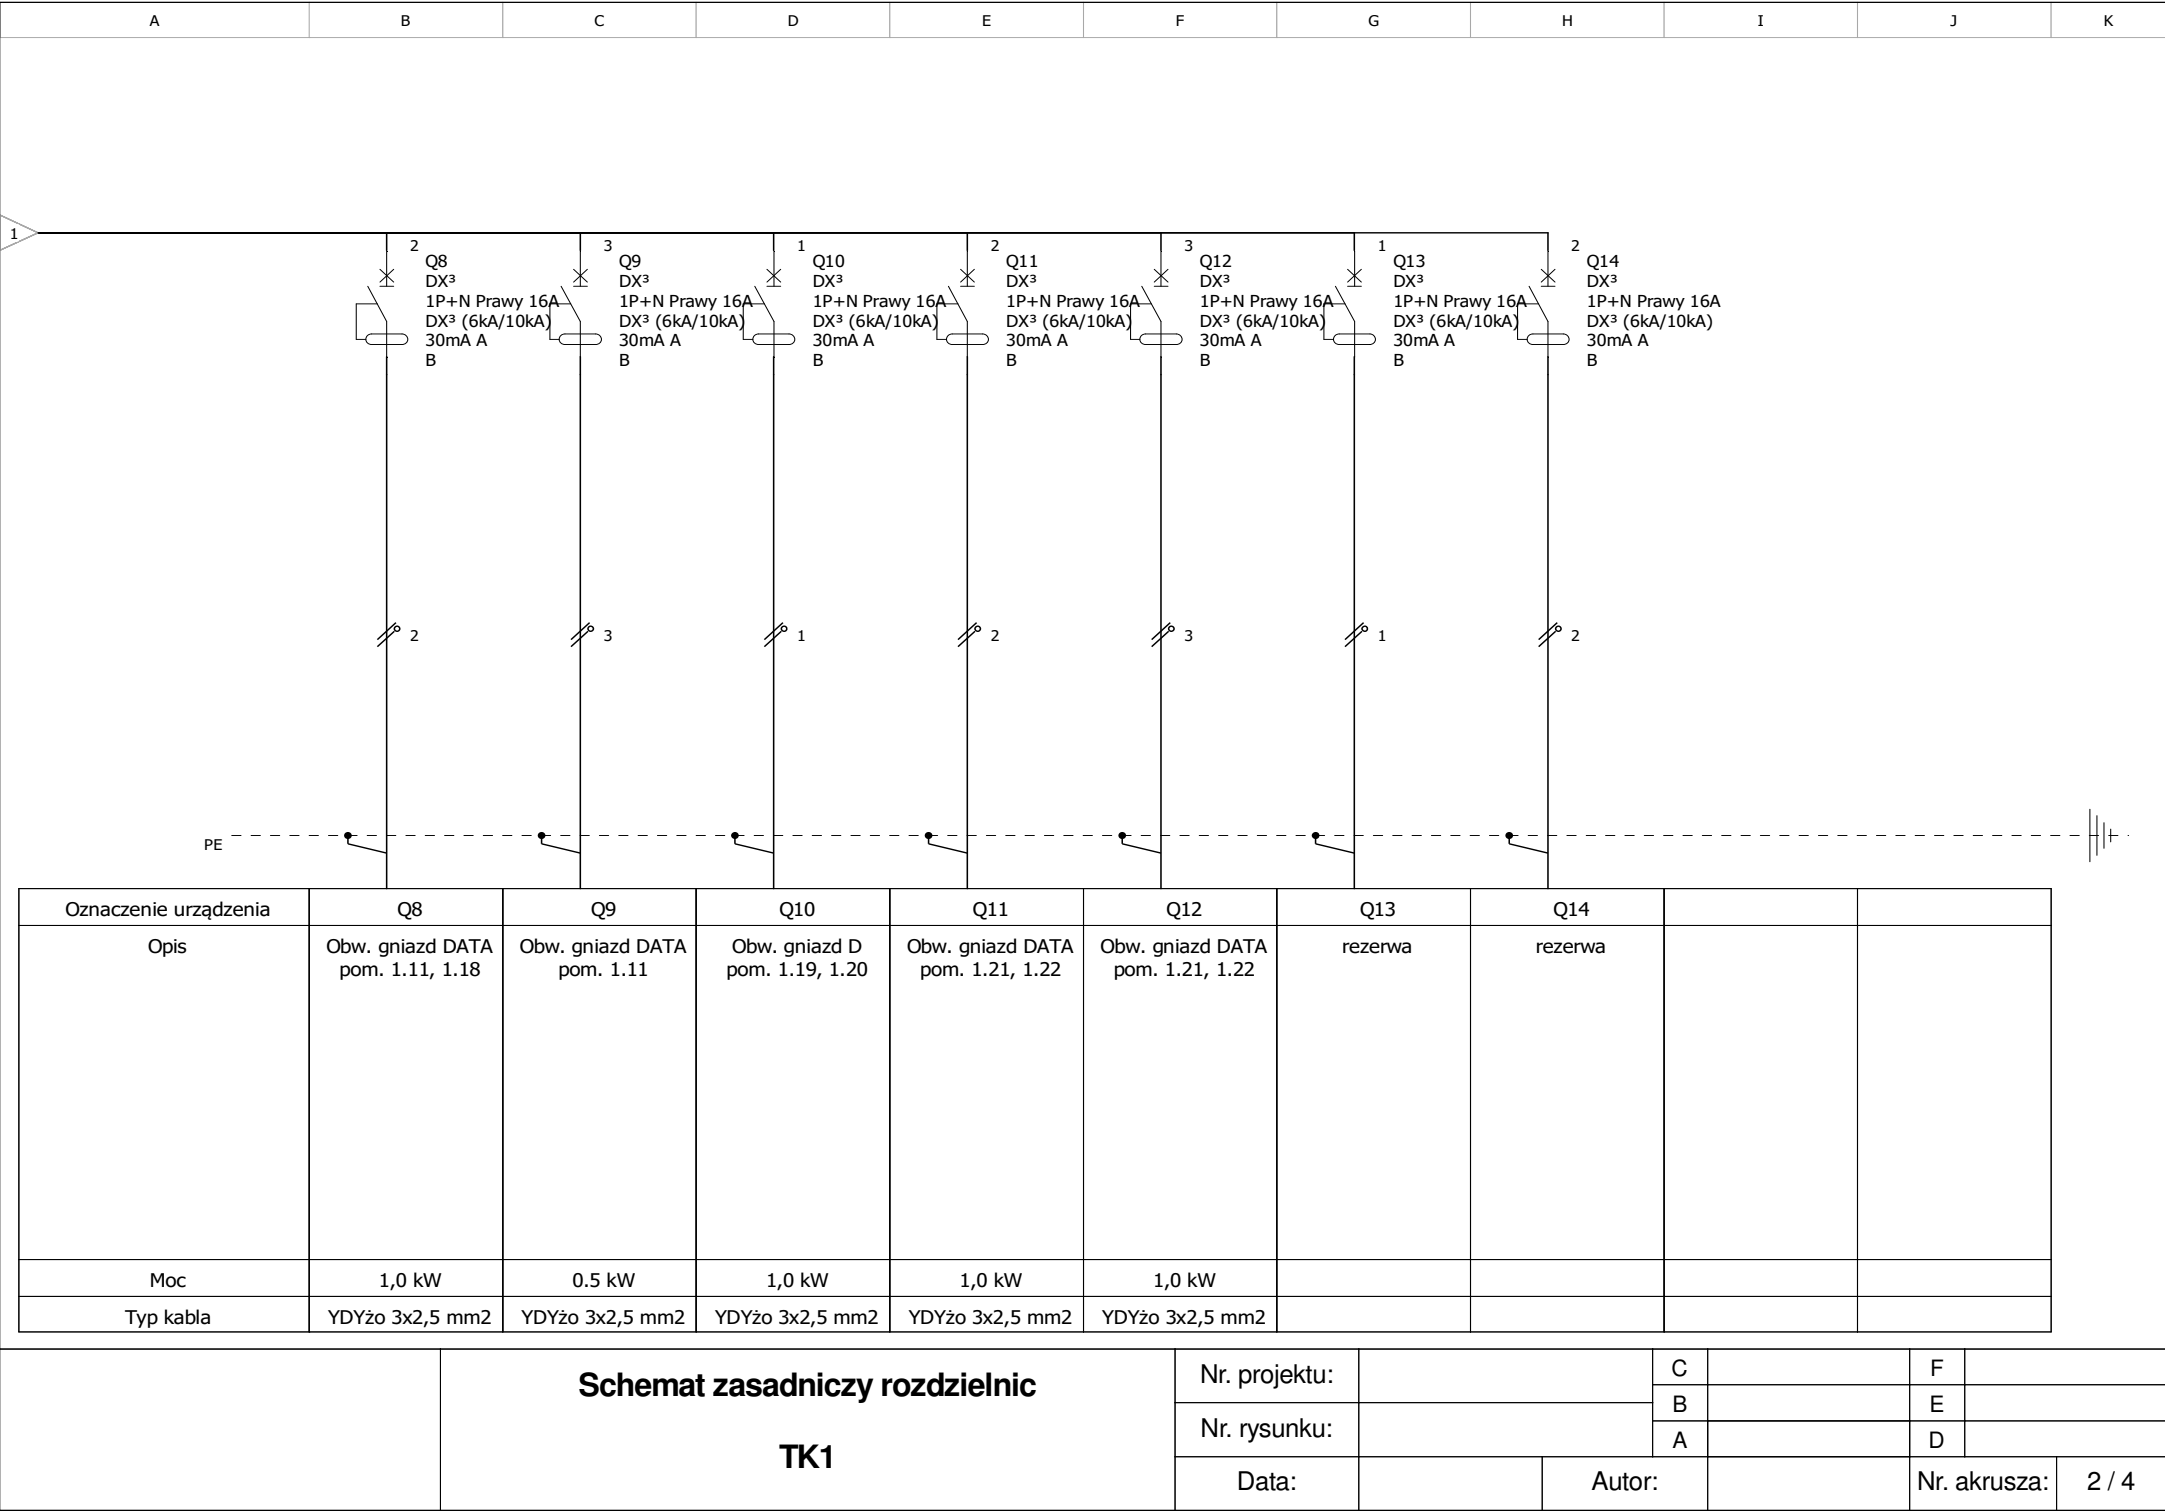 A B C D E F G H I J K
1
2
Q8
DX³
1P+N Prawy 16A
DX³ (6kA/10kA)
30mA A
B
3
Q9
DX³
1P+N Prawy 16A
DX³ (6kA/10kA)
30mA A
B
1
Q10
DX³
1P+N Prawy 16A
DX³ (6kA/10kA)
30mA A
B
2
Q11
DX³
1P+N Prawy 16A
DX³ (6kA/10kA)
30mA A
B
3
Q12
DX³
1P+N Prawy 16A
DX³ (6kA/10kA)
30mA A
B
1
Q13
DX³
1P+N Prawy 16A
DX³ (6kA/10kA)
30mA A
B
2
Q14
DX³
1P+N Prawy 16A
DX³ (6kA/10kA)
30mA A
B
2 3 1 2 3 1 2
PE
Oznaczenie urządzenia Q8 Q9 Q10 Q11 Q12 Q13 Q14
Opis Obw. gniazd DATA Obw. gniazd DATA Obw. gniazd D Obw. gniazd DATA Obw. gniazd DATA rezerwa rezerwa
pom. 1.11, 1.18 pom. 1.11 pom. 1.19, 1.20 pom. 1.21, 1.22 pom. 1.21, 1.22
Moc 1,0 kW 0.5 kW 1,0 kW 1,0 kW 1,0 kW
Typ kabla YDYżo 3x2,5 mm2 YDYżo 3x2,5 mm2 YDYżo 3x2,5 mm2 YDYżo 3x2,5 mm2 YDYżo 3x2,5 mm2
Schemat zasadniczy rozdzielnic
TK1
Nr. projektu:
Nr. rysunku:
C F
B E
A D
Data: Autor: Nr. akrusza: 2 / 4